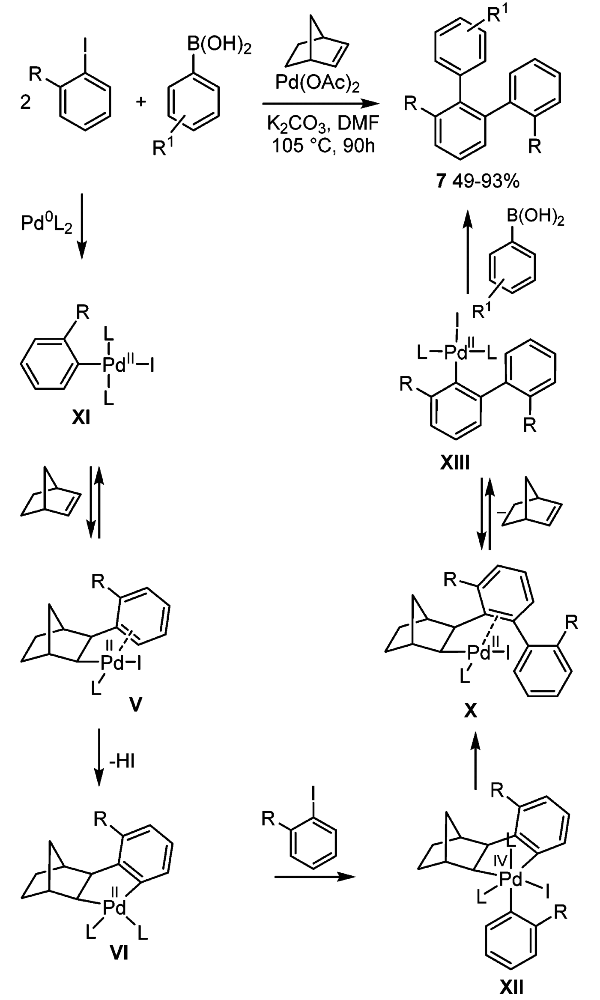 R¹
I
B(OH)₂
R
2
+
R¹
Pd(OAc)₂
K₂CO₃, DMF
105 °C, 90h
R
R
7 49-93%
Pd⁰L₂
B(OH)₂
R¹
R
L
Pd
II
I
L
XI
I
L
Pd
II
L
R
R
XIII
–
R
II
Pd
I
L
V
R
R
II
Pd
I
L
X
-HI
R
II
Pd
L
L
VI
I
R
R
L
IV
Pd
L
I
R
XII